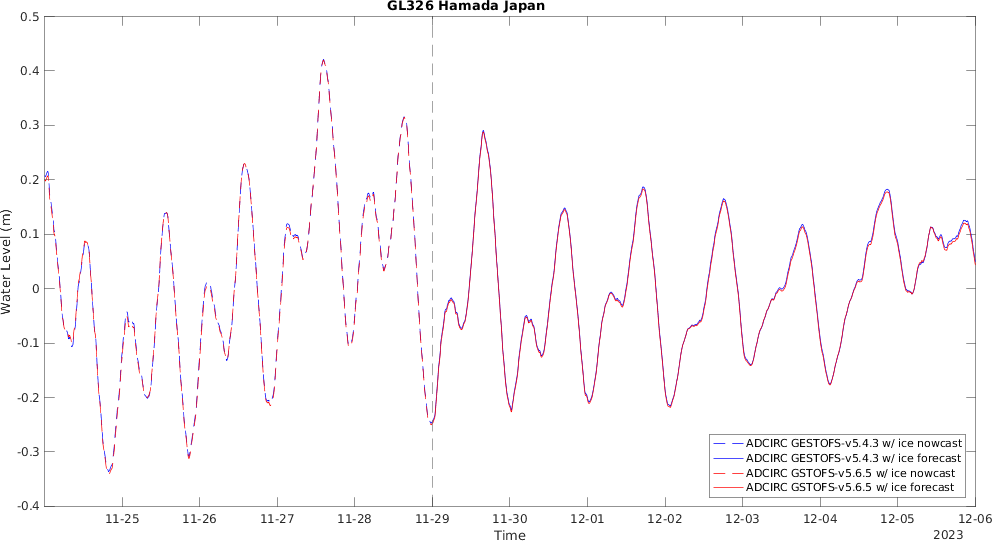 GL326 Hamada Japan
Water Level (m)
0.5
0.4
0.3
0.2
0.1
0
-0.1
-0.2
-0.3
-0.4
ADCIRC GESTOFS-v5.4.3 w/ ice nowcast
ADCIRC GESTOFS-v5.4.3 w/ ice forecast
ADCIRC GSTOFS-v5.6.5 w/ ice nowcast
ADCIRC GSTOFS-v5.6.5 w/ ice forecast
11-25 11-26 11-27 11-28 11-29 11-30 12-01 12-02 12-03 12-04 12-05 12-06
Time
2023